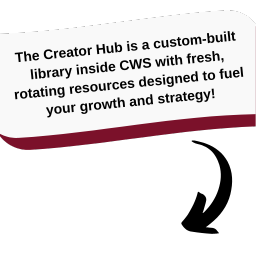 The Creator Hub is a custom-built
library inside CWS with fresh,
rotating resources designed to fuel
your growth and strategy!